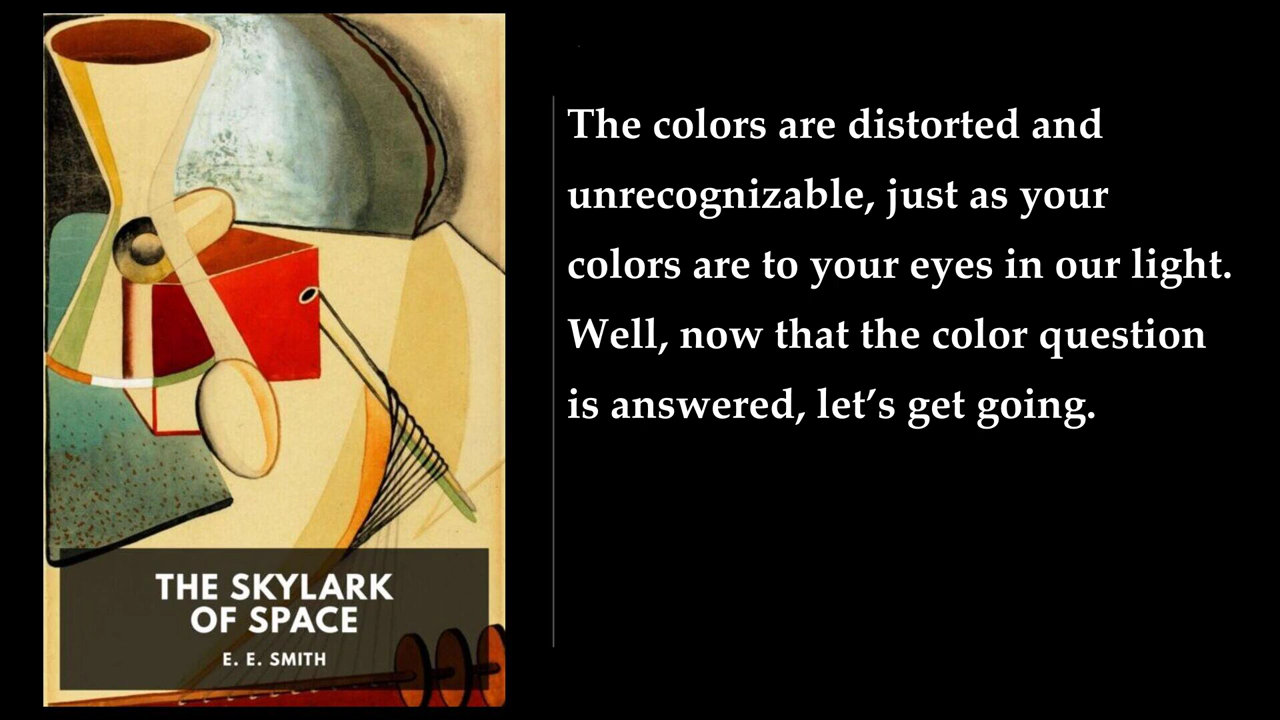 THE SKYLARK
OF SPACE
E. E. SMITH
The colors are distorted and
unrecognizable, just as your
colors are to your eyes in our light.
Well, now that the color question
is answered, let’s get going.